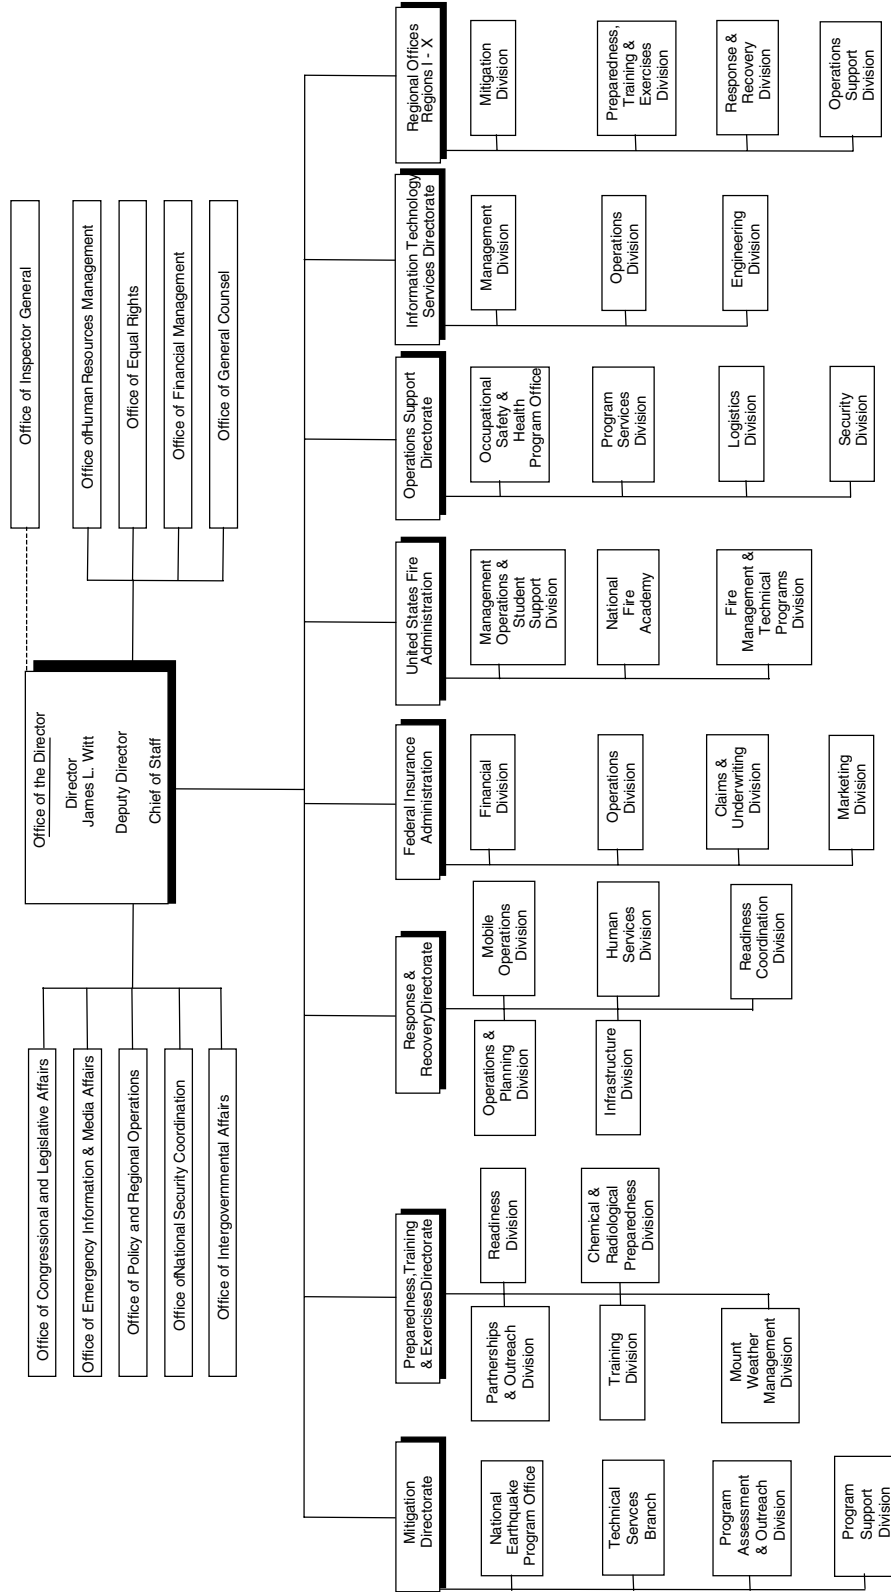 Office of the Director
Director
James L. Witt
Deputy Director
Chief of Staff
Office of Congressional and Legislative Affairs
Office of Emergency Information & Media Affairs
Office of Policy and Regional Operations
Office ofNational Security Coordination
Office of Intergovernmental Affairs
Office of Inspector General
Office ofHuman Resources Management
Office of Equal Rights
Office of Financial Management
Office of General Counsel
Mitigation
Directorate
National
Earthquake
Program Office
Technical
Servces
Branch
Program
Assessment
& Outreach
Division
Program
Support
Division
Preparedness,Training
& ExercisesDirectorate
Partnerships
& Outreach
Division
Readiness
Division
Training
Division
Chemical &
Radiological
Preparedness
Division
Mount
Weather
Management
Division
Response &
RecoveryDirectorate
Operations &
Planning
Division
Mobile
Operations
Division
Infrastructure
Division
Human
Services
Division
Readiness
Coordination
Division
Federal Insurance
Administration
Financial
Division
Operations
Division
Claims &
Underwriting
Division
Marketing
Division
United States Fire
Administration
Management
Operations &
Student
Support
Division
National
Fire
Academy
Fire
Management &
Technical
Programs
Division
Operations Support
Directorate
Occupational
Safety &
Health
Program Office
Program
Services
Division
Logistics
Division
Security
Division
Information Technology
Services Directorate
Management
Division
Operations
Division
Engineering
Division
Regional Offices
Regions I - X
Mitigation
Division
Preparedness,
Training &
Exercises
Division
Response &
Recovery
Division
Operations
Support
Division